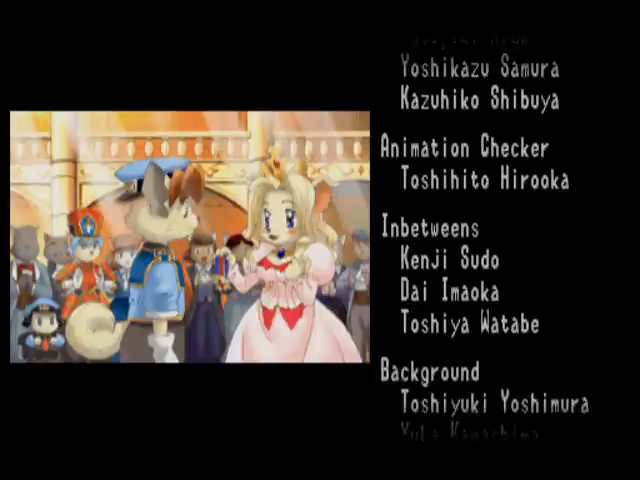 Yoshikazu Samura
Kazuhiko Shibuya
Animation Checker
Toshihito Hirooka
Inbetweens
Kenji Sudo
Dai Imaoka
Toshiya Watabe
Background
Toshiyuki Yoshimura